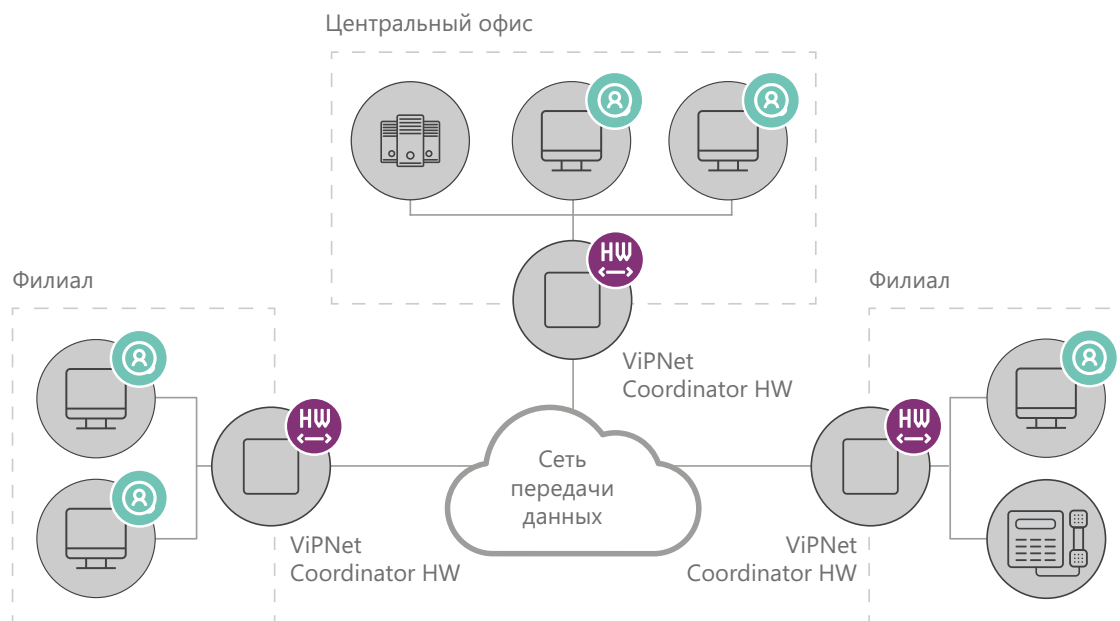 Центральный офис
HW
Филиал
Филиал
ViPNet
Coordinator HW
HW
HW
Сеть
передачи
данных
ViPNet
Coordinator HW
ViPNet
Coordinator HW